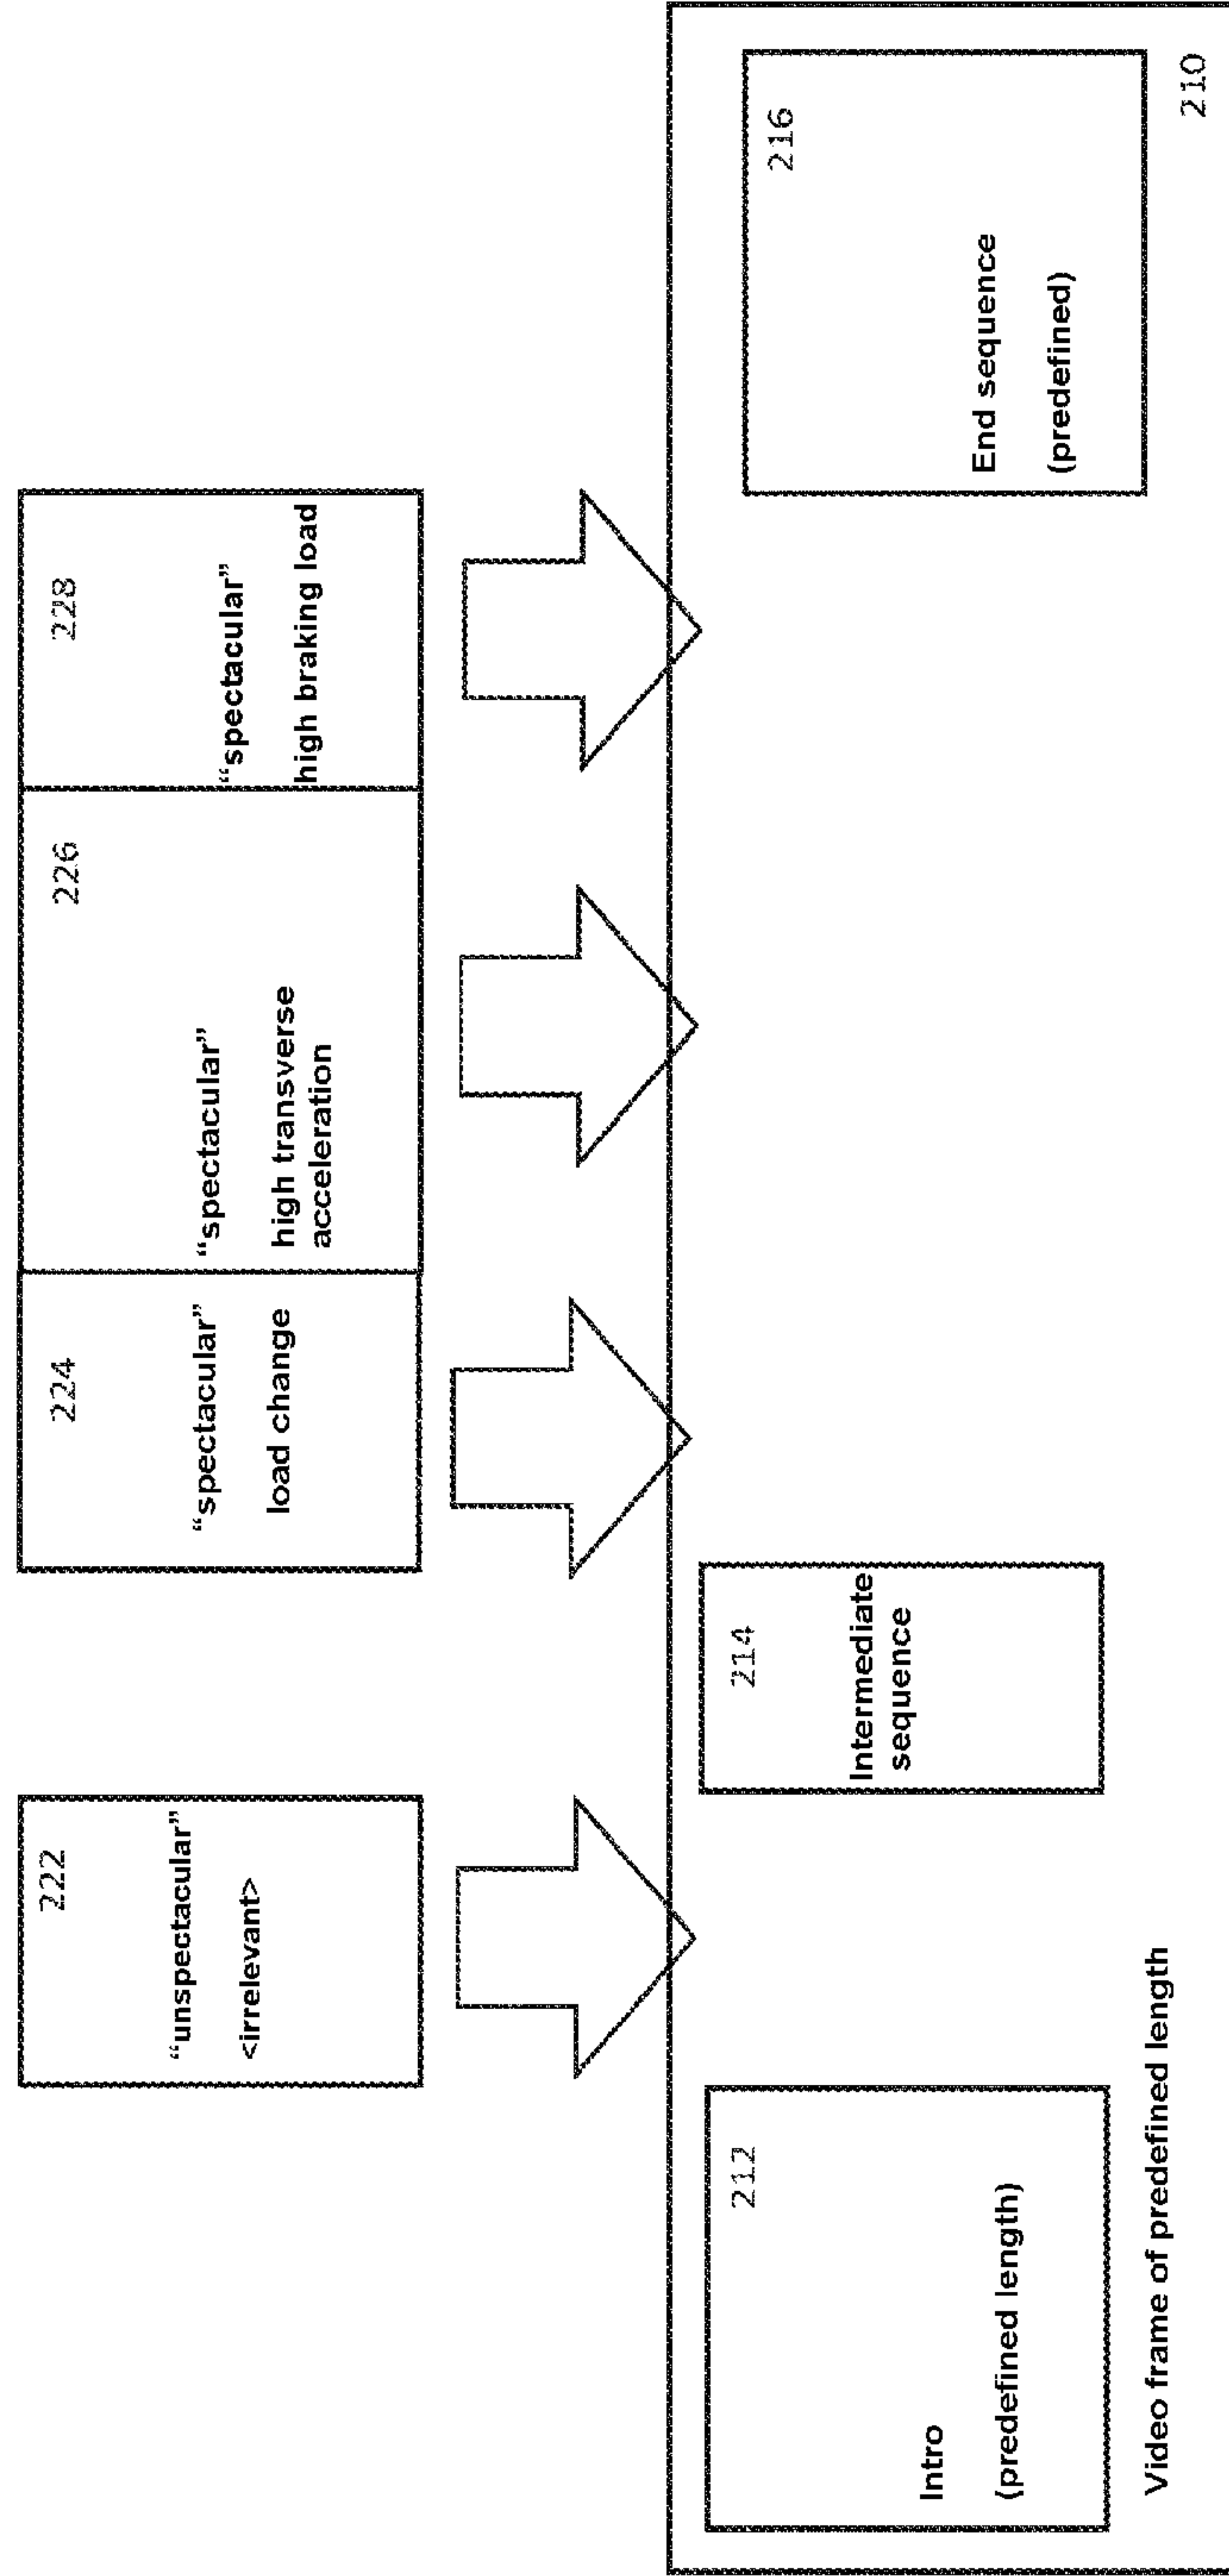 222
“unspectacular”
<irrelevant>
224
“spectacular”
load change
226
“spectacular”
high transverse
acceleration
228
“spectacular”
high braking load
212
Intro
(predefined length)
214
Intermediate
sequence
216
End sequence
(predefined)
Video frame of predefined length
210